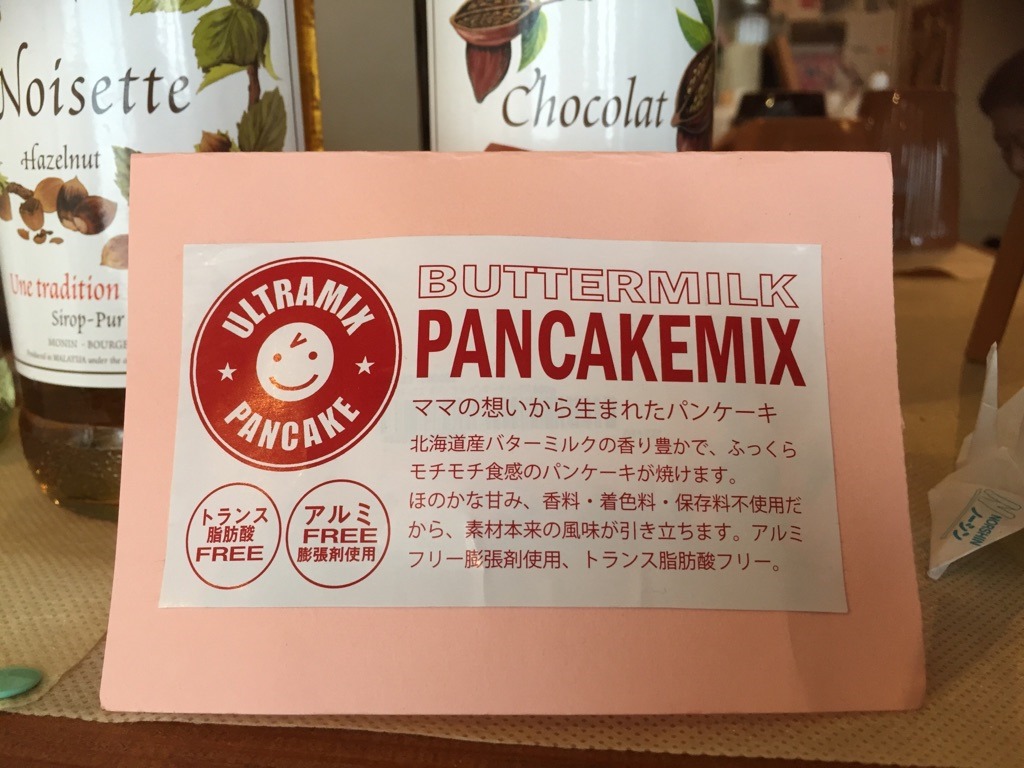 Noisette
Hazelnut
Une tradition
Sirop-Pur
MONIN - BOURGE
Produced in MALAYSIA under the
Chocolat
ULTRAMIX
PANCAKE
トランス
脂肪酸
FREE
アルミ
FREE
膨張剤使用
BUTTERMILK
PANCAKEMIX
ママの想いから生まれたパンケーキ
北海道産バターミルクの香り豊かで、ふっくら
モチモチ食感のパンケーキが焼けます。
ほのかな甘み、香料・着色料・保存料不使用だ
から、素材本来の風味が引き立ちます。アルミ
フリー膨張剤使用、トランス脂肪酸フリー。